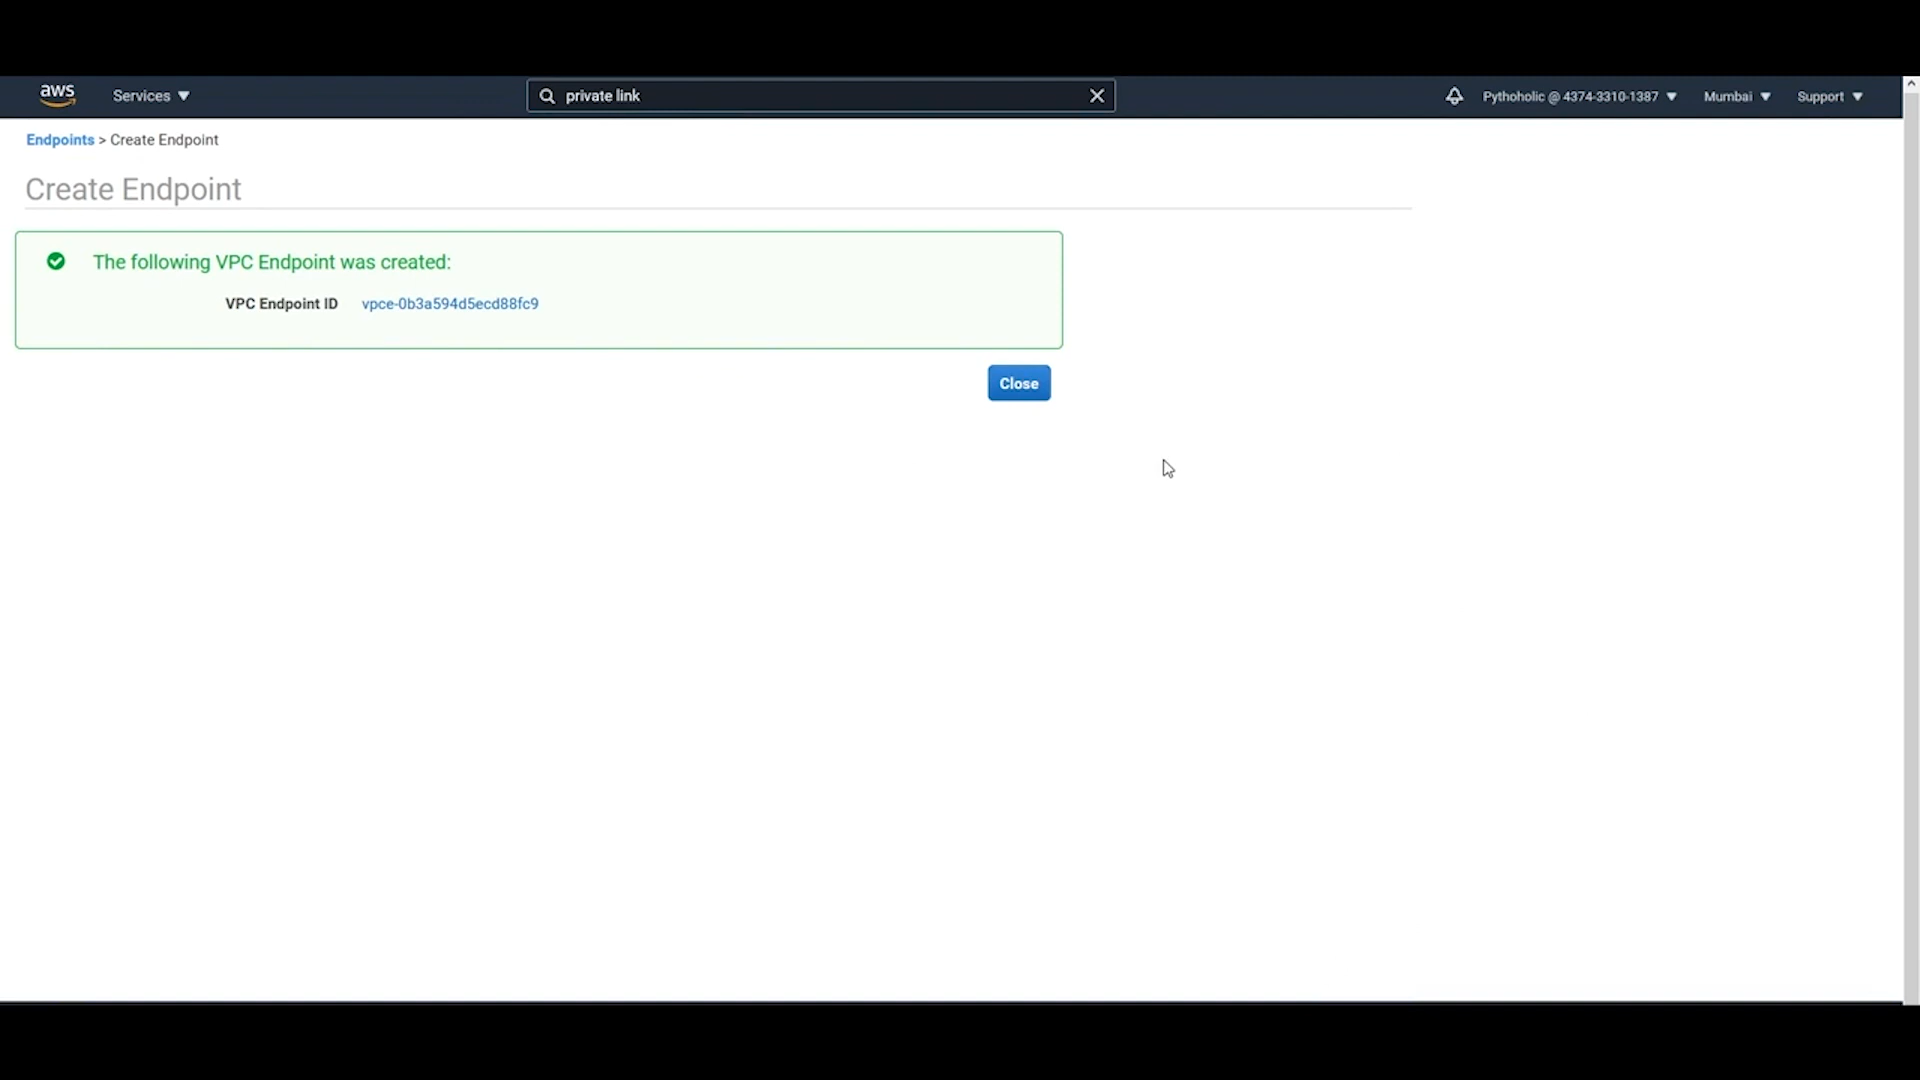 aws Services private link Pythoholic @ 4374-3310-1387 Mumbai Support
Endpoints > Create Endpoint
Create Endpoint
The following VPC Endpoint was created:
VPC Endpoint ID vpce-0b3a594d5ecd88fc9
Close